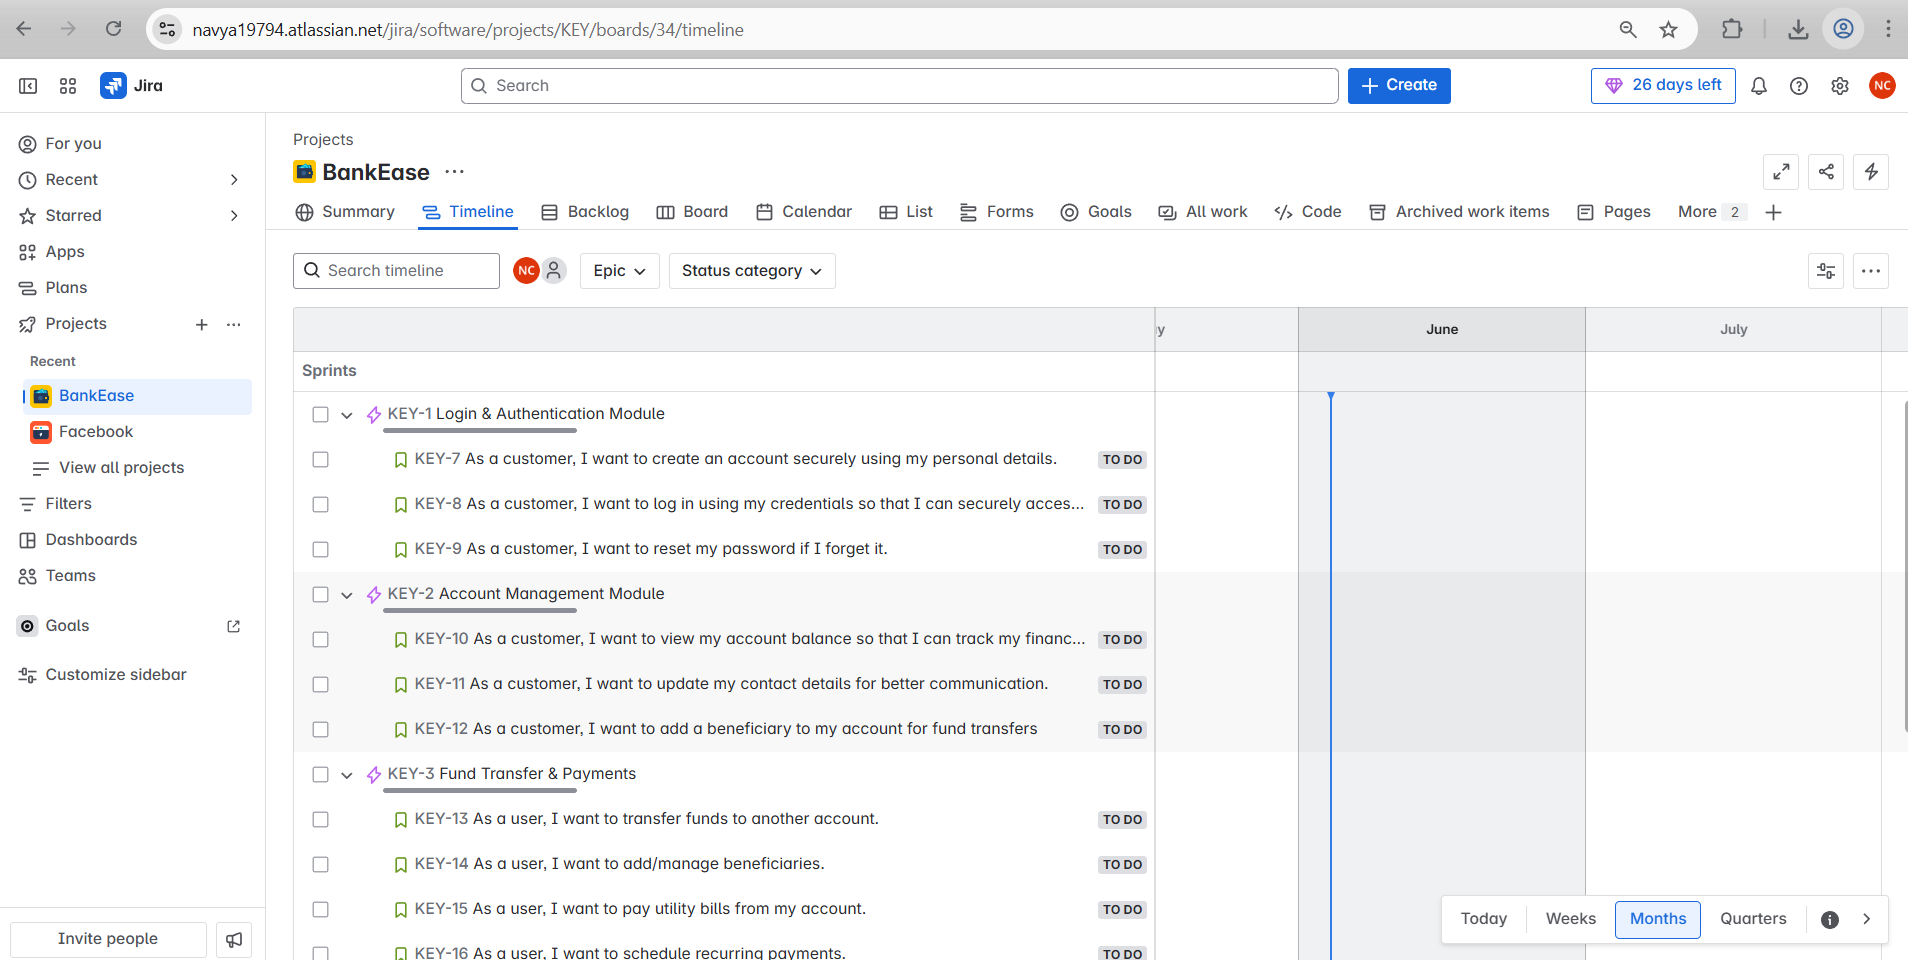 navya19794.atlassian.net/jira/software/projects/KEY/boards/34/timeline
Jira
Search
Create
26 days left
NC
For you
Recent
Starred
Apps
Plans
Projects
Recent
BankEase
Facebook
View all projects
Filters
Dashboards
Teams
Goals
Customize sidebar
Invite people
Projects
BankEase
Summary
Timeline
Backlog
Board
Calendar
List
Forms
Goals
All work
Code
Archived work items
Pages
More 2
Search timeline
NC
Epic
Status category
y
June
July
Sprints
KEY-1 Login & Authentication Module
KEY-7 As a customer, I want to create an account securely using my personal details. TO DO
KEY-8 As a customer, I want to log in using my credentials so that I can securely acces... TO DO
KEY-9 As a customer, I want to reset my password if I forget it. TO DO
KEY-2 Account Management Module
KEY-10 As a customer, I want to view my account balance so that I can track my financ... TO DO
KEY-11 As a customer, I want to update my contact details for better communication. TO DO
KEY-12 As a customer, I want to add a beneficiary to my account for fund transfers TO DO
KEY-3 Fund Transfer & Payments
KEY-13 As a user, I want to transfer funds to another account. TO DO
KEY-14 As a user, I want to add/manage beneficiaries. TO DO
KEY-15 As a user, I want to pay utility bills from my account. TO DO
KEY-16 As a user, I want to schedule recurring payments. TO DO
Today
Weeks
Months
Quarters